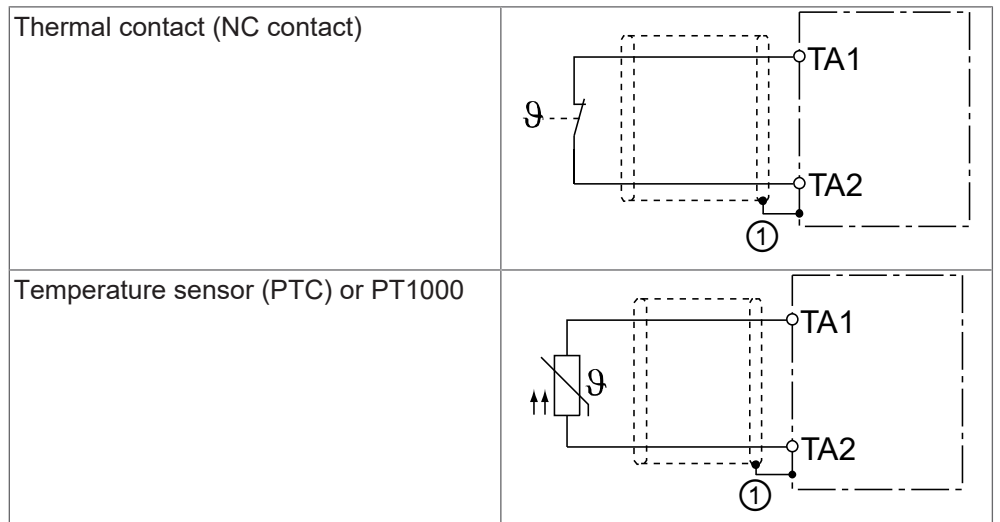 Thermal contact (NC contact)
TA1
ϑ
TA2
①
Temperature sensor (PTC) or PT1000
TA1
ϑ
TA2
①